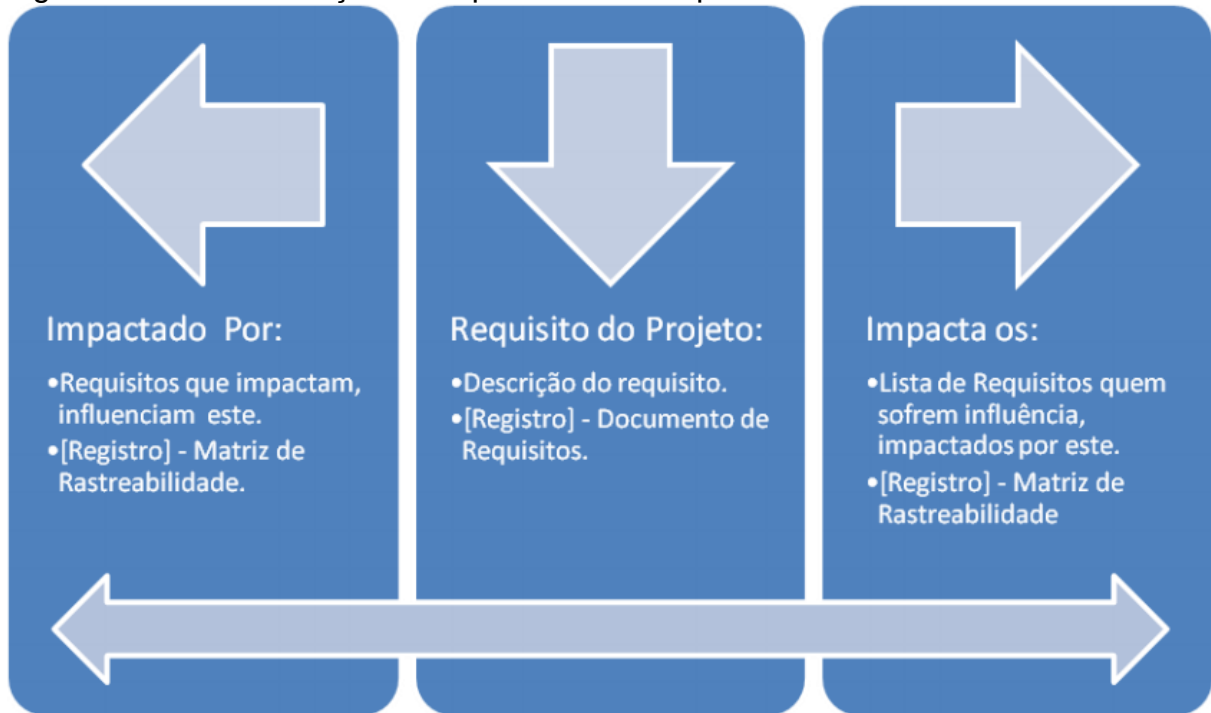 Impactado Por:
•Requisitos que impactam,
influenciam este.
•[Registro] - Matriz de
Rastreabilidade.
Requisito do Projeto:
•Descrição do requisito.
•[Registro] - Documento de
Requisitos.
Impacta os:
•Lista de Requisitos quem
sofrem influência,
impactados por este.
•[Registro] - Matriz de
Rastreabilidade